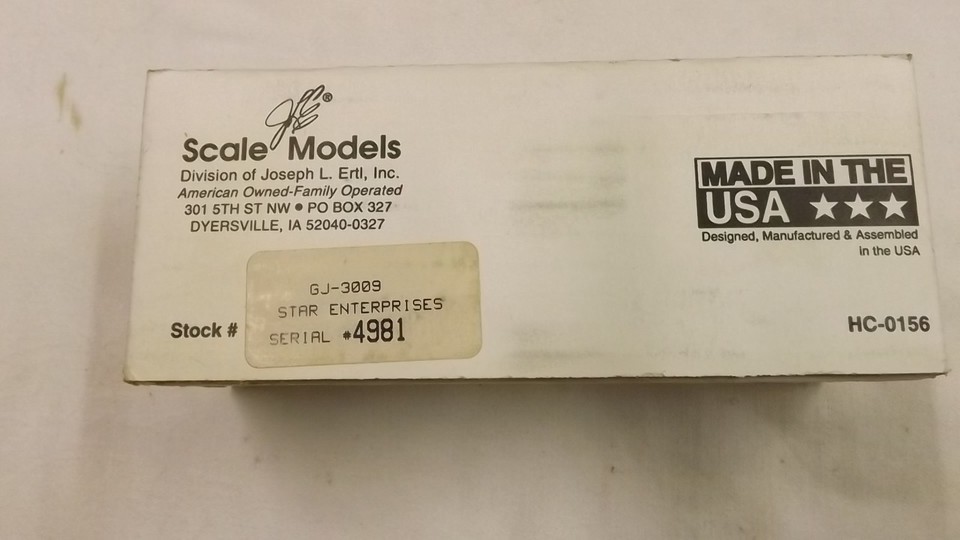 Scale Models
Division of Joseph L. Ertl, Inc.
American Owned-Family Operated
301 5TH ST NW • PO BOX 327
DYERSVILLE, IA 52040-0327
MADE IN THE
USA ★★★
Designed, Manufactured & Assembled
in the USA
GJ-3009
STAR ENTERPRISES
Stock # SERIAL #4981
HC-0156